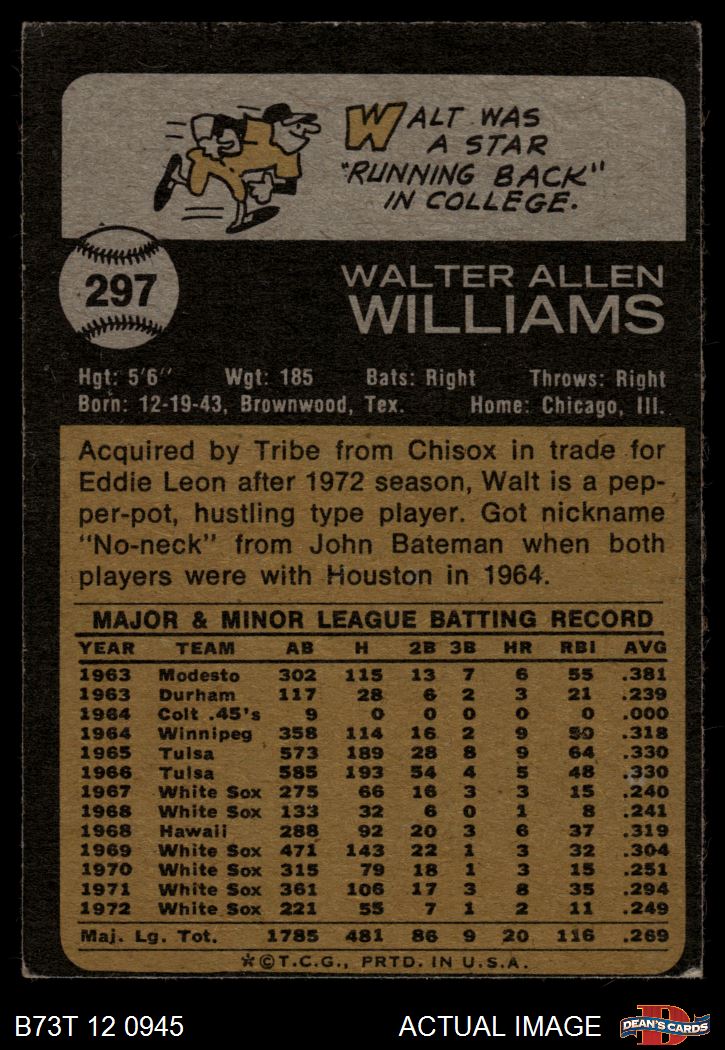 WALT WAS
A STAR
"RUNNING BACK"
IN COLLEGE.
297
WALTER ALLEN
WILLIAMS
Hgt: 5'6" Wgt: 185 Bats: Right Throws: Right
Born: 12-19-43, Brownwood, Tex. Home: Chicago, Ill.
Acquired by Tribe from Chisox in trade for
Eddie Leon after 1972 season, Walt is a pep-
per-pot, hustling type player. Got nickname
"No-neck" from John Bateman when both
players were with Houston in 1964.
MAJOR & MINOR LEAGUE BATTING RECORD
YEAR TEAM AB H 2B 3B HR RBI AVG
1963 Modesto 302 115 13 7 6 55 .381
1963 Durham 117 28 6 2 3 21 .239
1964 Colt .45's 9 0 0 0 0 0 .000
1964 Winnipeg 358 114 16 2 9 50 .318
1965 Tulsa 573 189 28 8 9 64 .330
1966 Tulsa 585 193 54 4 5 48 .330
1967 White Sox 275 66 16 3 3 15 .240
1968 White Sox 133 32 6 0 1 8 .241
1968 Hawaii 288 92 20 3 6 37 .319
1969 White Sox 471 143 22 1 3 32 .304
1970 White Sox 315 79 18 1 3 15 .251
1971 White Sox 361 106 17 3 8 35 .294
1972 White Sox 221 55 7 1 2 11 .249
Maj. Lg. Tot. 1785 481 86 9 20 116 .269
*©T.C.G., PRTD. IN U.S.A.
B73T 12 0945 ACTUAL IMAGE
D
DEAN'S CARDS